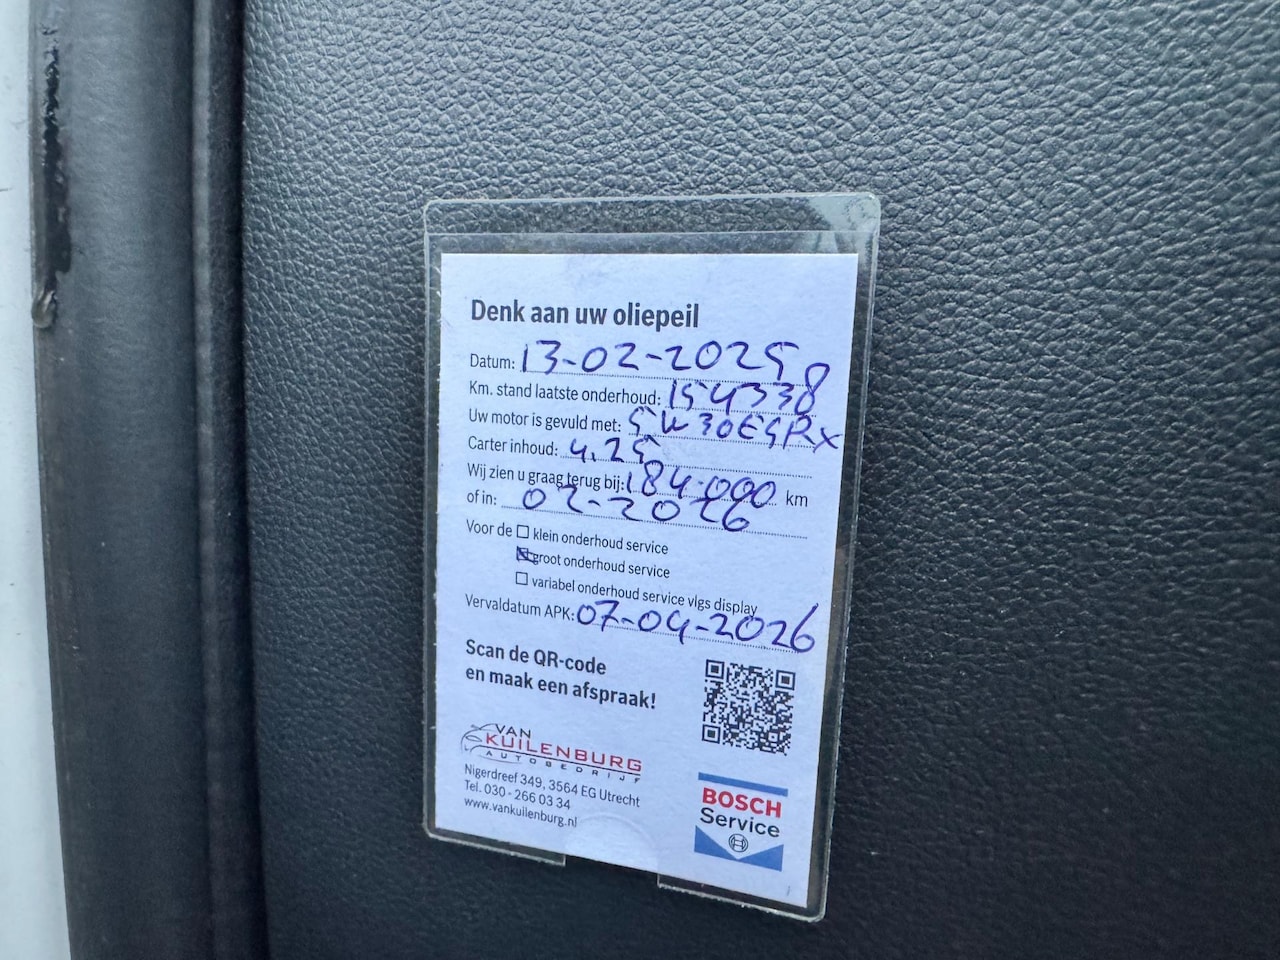 Denk aan uw oliepeil
Datum: 13-02-2025
Km. stand laatste onderhoud: 154338
Uw motor is gevuld met: 5W30ESPX
Carter inhoud: 4.25
Wij zien u graag terug bij: 184.000 km
of in: 02-2026
Voor de ☐ klein onderhoud service
☒ groot onderhoud service
☐ variabel onderhoud service vlgs display
Vervaldatum APK: 07-04-2026
Scan de QR-code
en maak een afspraak!
VAN
KUILENBURG
AUTOBEDRIJF
Nigerdreef 349, 3564 EG Utrecht
Tel. 030 - 266 03 34
www.vankuilenburg.nl
BOSCH
Service